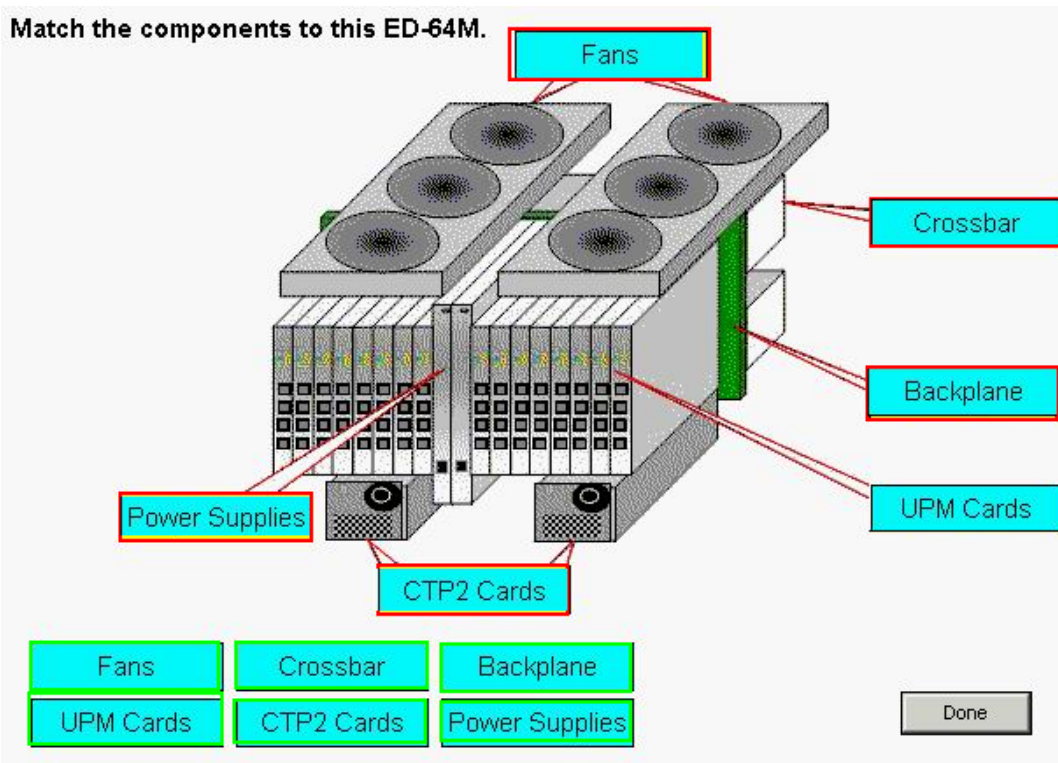 Match the components to this ED-64M.
Fans
Crossbar
Backplane
UPM Cards
Power Supplies
CTP2 Cards
Fans
Crossbar
Backplane
UPM Cards
CTP2 Cards
Power Supplies
Done